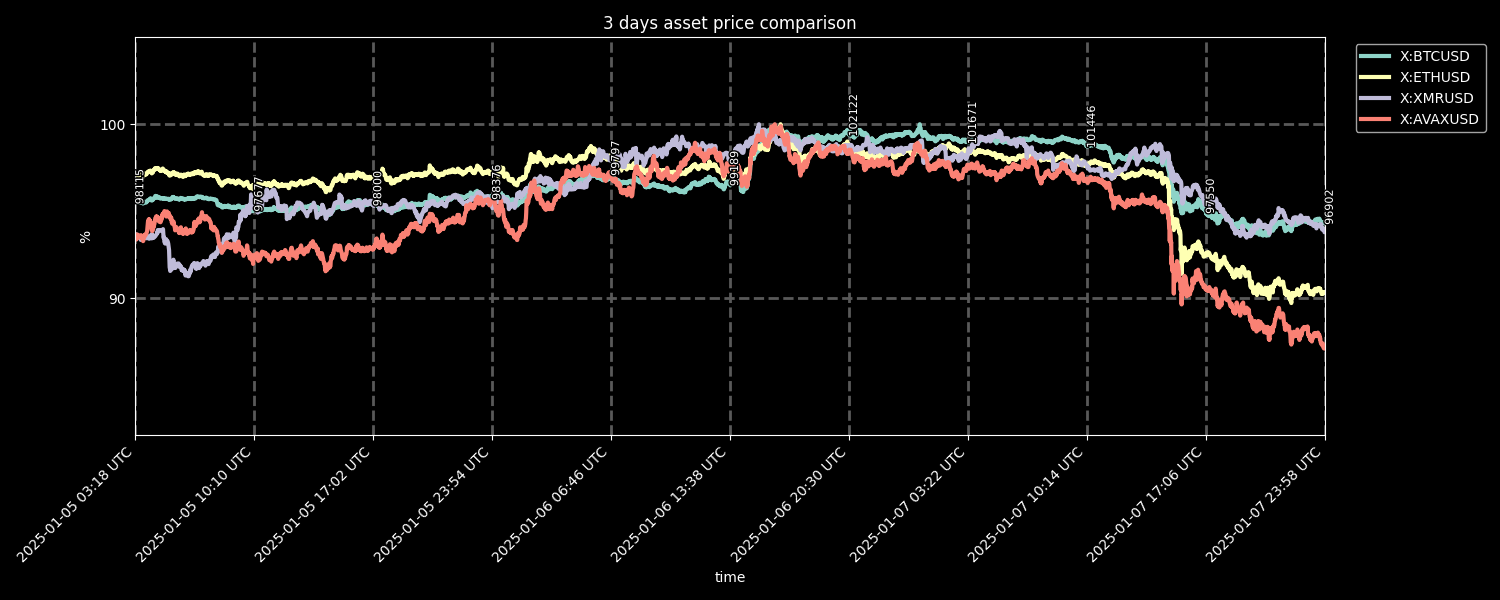 3 days asset price comparison
X:BTCUSD
X:ETHUSD
X:XMRUSD
X:AVAXUSD
%
100
90
98115
97677
98000
98376
99797
99189
102122
101671
101446
97550
96902
2025-01-05 03:18 UTC
2025-01-05 10:10 UTC
2025-01-05 17:02 UTC
2025-01-05 23:54 UTC
2025-01-06 06:46 UTC
2025-01-06 13:38 UTC
2025-01-06 20:30 UTC
2025-01-07 03:22 UTC
2025-01-07 10:14 UTC
2025-01-07 17:06 UTC
2025-01-07 23:58 UTC
time